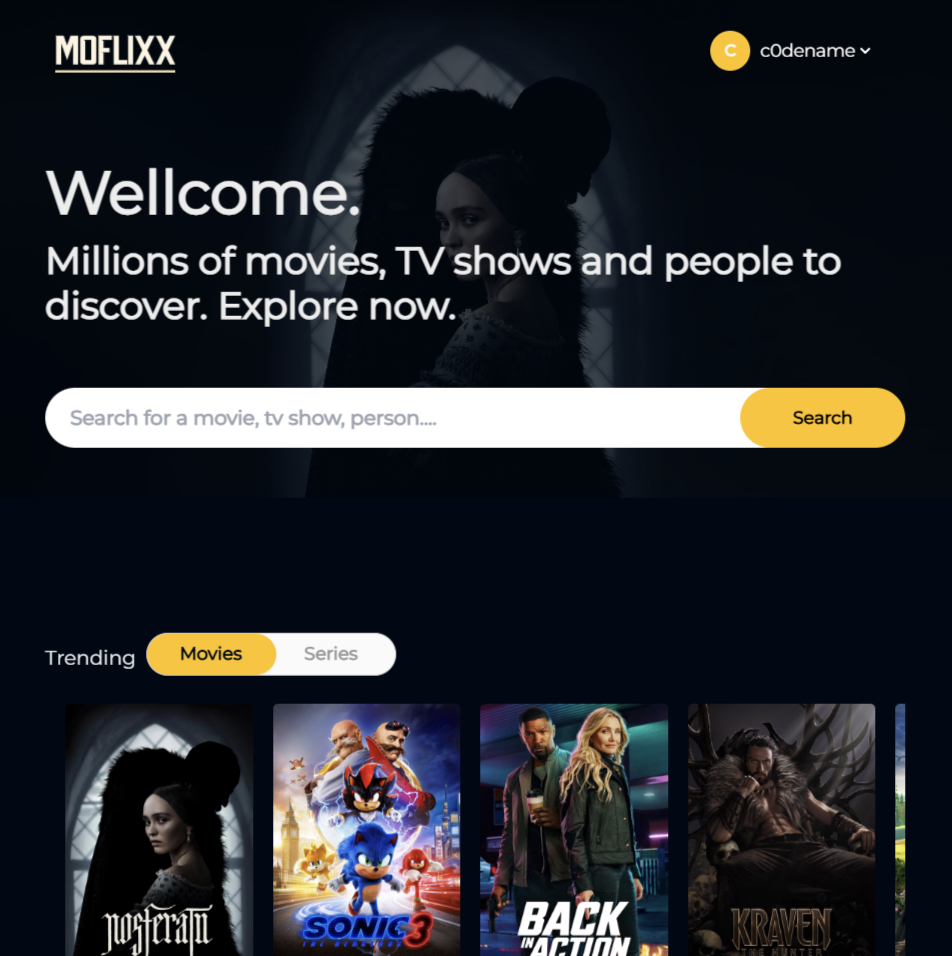 MOFLIXX
C
c0dename
Wellcome.
Millions of movies, TV shows and people to
discover. Explore now.
Search for a movie, tv show, person....
Search
Trending
Movies
Series
nosferatu
SONIC 3
THE HEDGEHOG
BACK
IN ACTION
KRAVEN
THE HUNTER